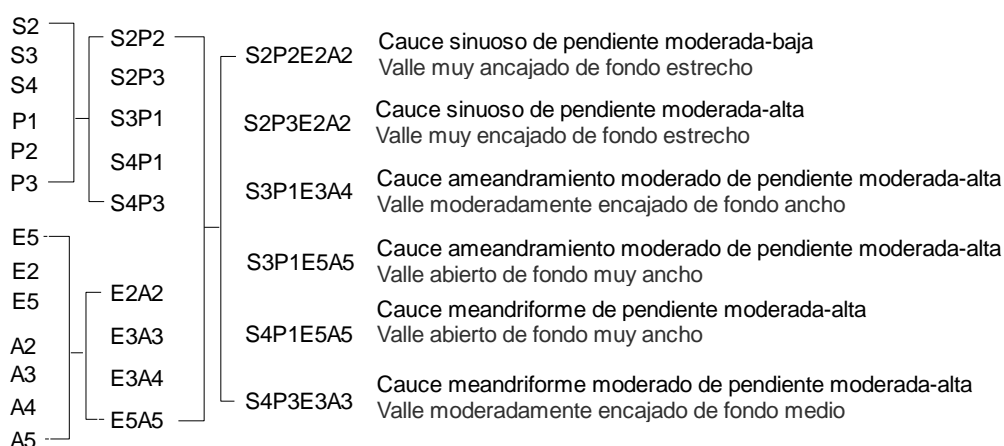 S2
S3
S4
P1
P2
P3
E5
E2
E5
A2
A3
A4
A5
S2P2
S2P3
S3P1
S4P1
S4P3
E2A2
E3A3
E3A4
E5A5
S2P2E2A2
Cauce sinuoso de pendiente moderada-baja
Valle muy ancajado de fondo estrecho
S2P3E2A2
Cauce sinuoso de pendiente moderada-alta
Valle muy encajado de fondo estrecho
S3P1E3A4
Cauce ameandramiento moderado de pendiente moderada-alta
Valle moderadamente encajado de fondo ancho
S3P1E5A5
Cauce ameandramiento moderado de pendiente moderada-alta
Valle abierto de fondo muy ancho
S4P1E5A5
Cauce meandriforme de pendiente moderada-alta
Valle abierto de fondo muy ancho
S4P3E3A3
Cauce meandriforme moderado de pendiente moderada-alta
Valle moderadamente encajado de fondo medio